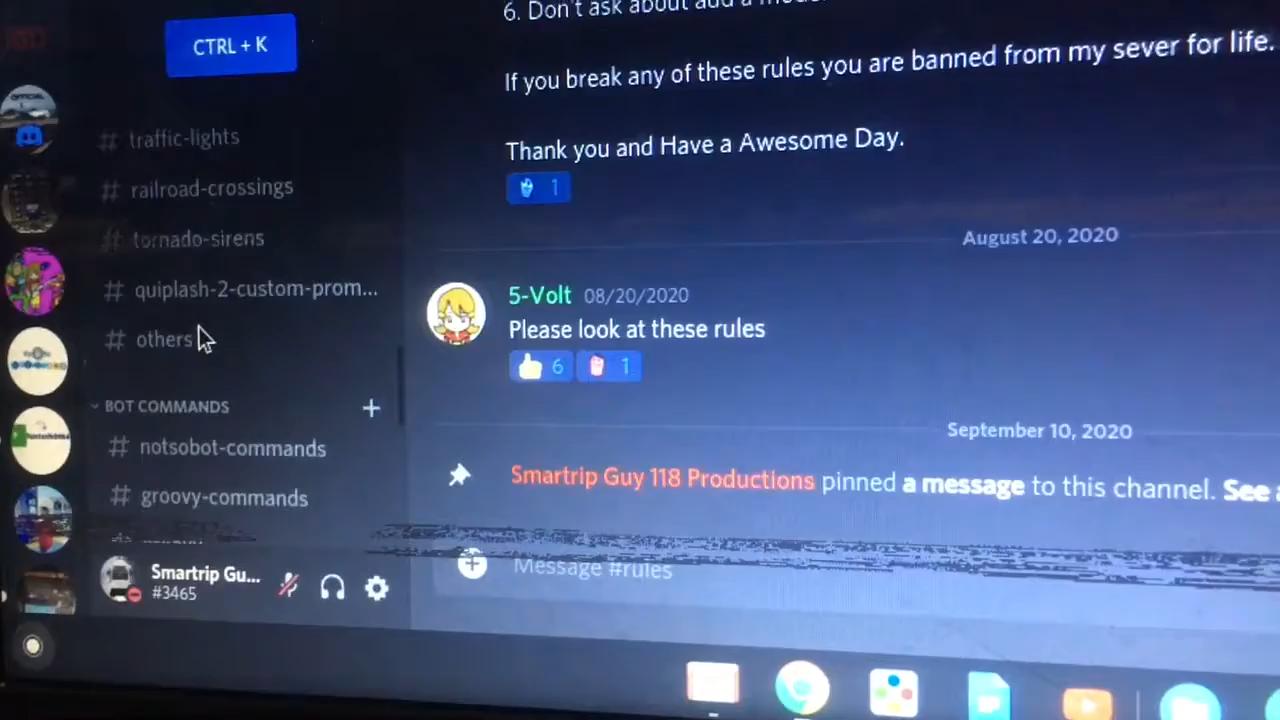 CTRL + K
# traffic-lights
# railroad-crossings
# tornado-sirens
# quiplash-2-custom-prom...
# others
BOT COMMANDS +
# notsobot-commands
# groovy-commands
Smartrip Gu...
#3465
6. Don't ask about add a
If you break any of these rules you are banned from my sever for life.
Thank you and Have a Awesome Day.
1
August 20, 2020
5-Volt 08/20/2020
Please look at these rules
6 1
September 10, 2020
Smartrip Guy 118 Productions pinned a message to this channel. See
Message #rules